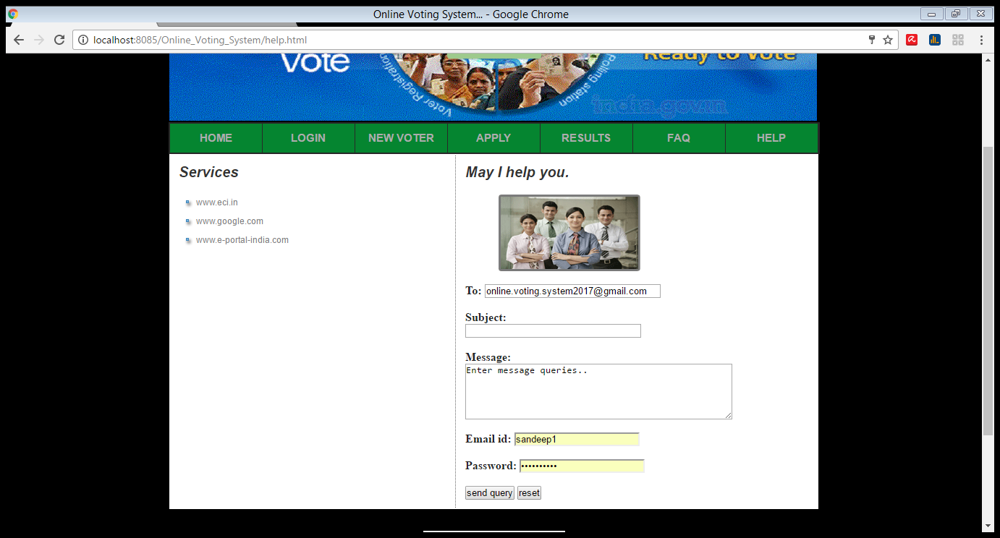 Online Voting System... - Google Chrome
localhost:8085/Online_Voting_System/help.html
vote
Ready to Vote
Voter Registration
Polling station
india.gov.in
HOME LOGIN NEW VOTER APPLY RESULTS FAQ HELP
Services
www.eci.in
www.google.com
www.e-portal-india.com
May I help you.
To: online.voting.system2017@gmail.com
Subject:
Message:
Enter message queries..
Email id: sandeep1
Password: ••••••••••
send query reset